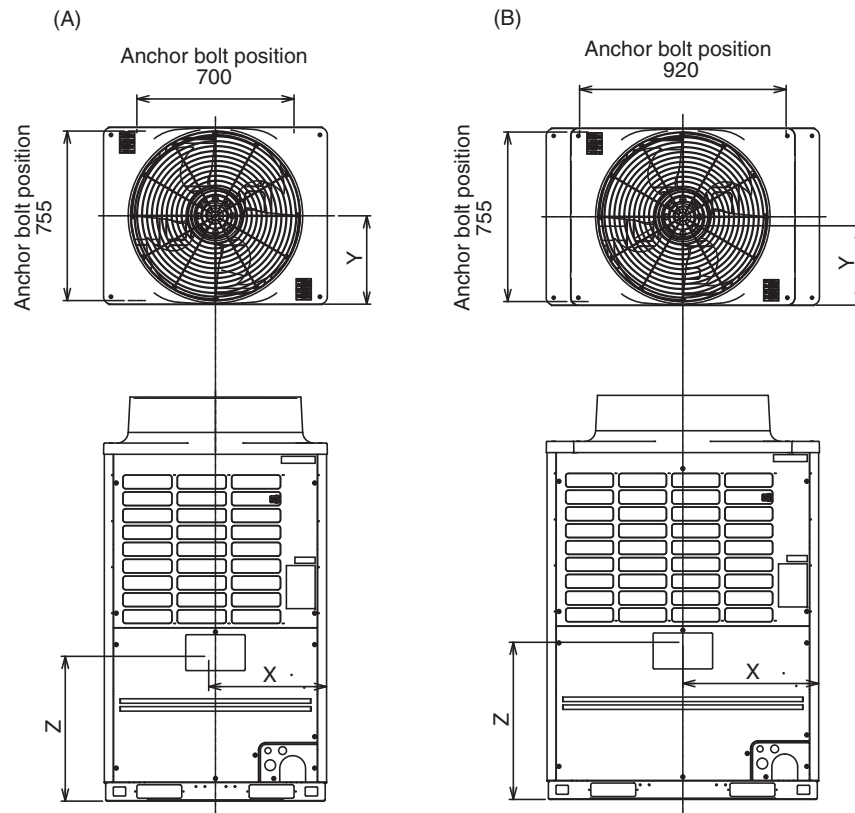 (A)
Anchor bolt position
700
Anchor bolt position
755
Y
X
Z
(B)
Anchor bolt position
920
Anchor bolt position
755
Y
X
Z